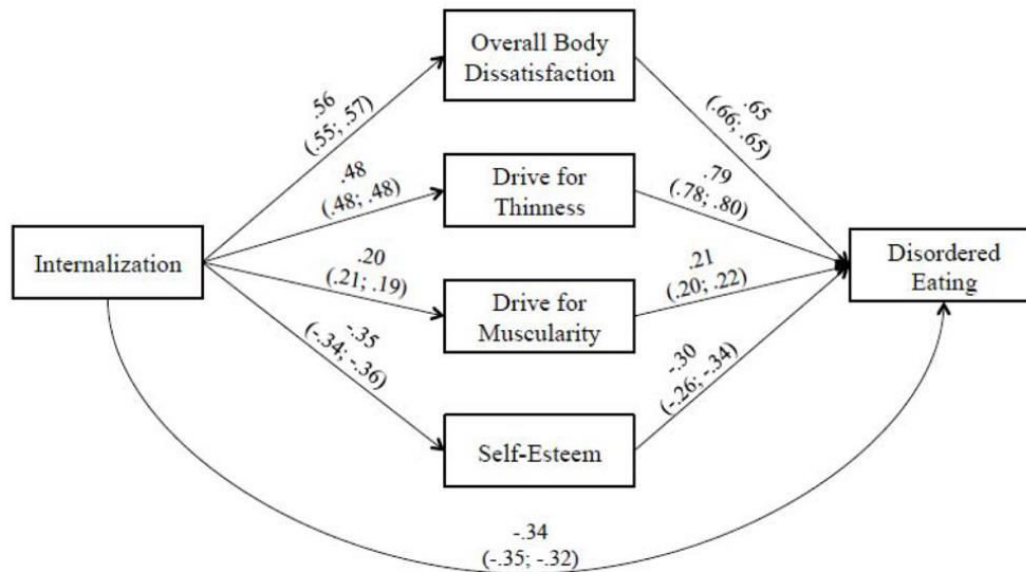 Overall Body
Dissatisfaction
.56
(.55; .57)
.65
(.66; .65)
.48
(.48; .48)
Drive for
Thinness
.79
(.78; .80)
Internalization
Disordered
Eating
.20
(.21; .19)
Drive for
Muscularity
.21
(.20; .22)
-.35
(-.34; -.36)
-.30
(-.26; -.34)
Self-Esteem
-.34
(-.35; -.32)